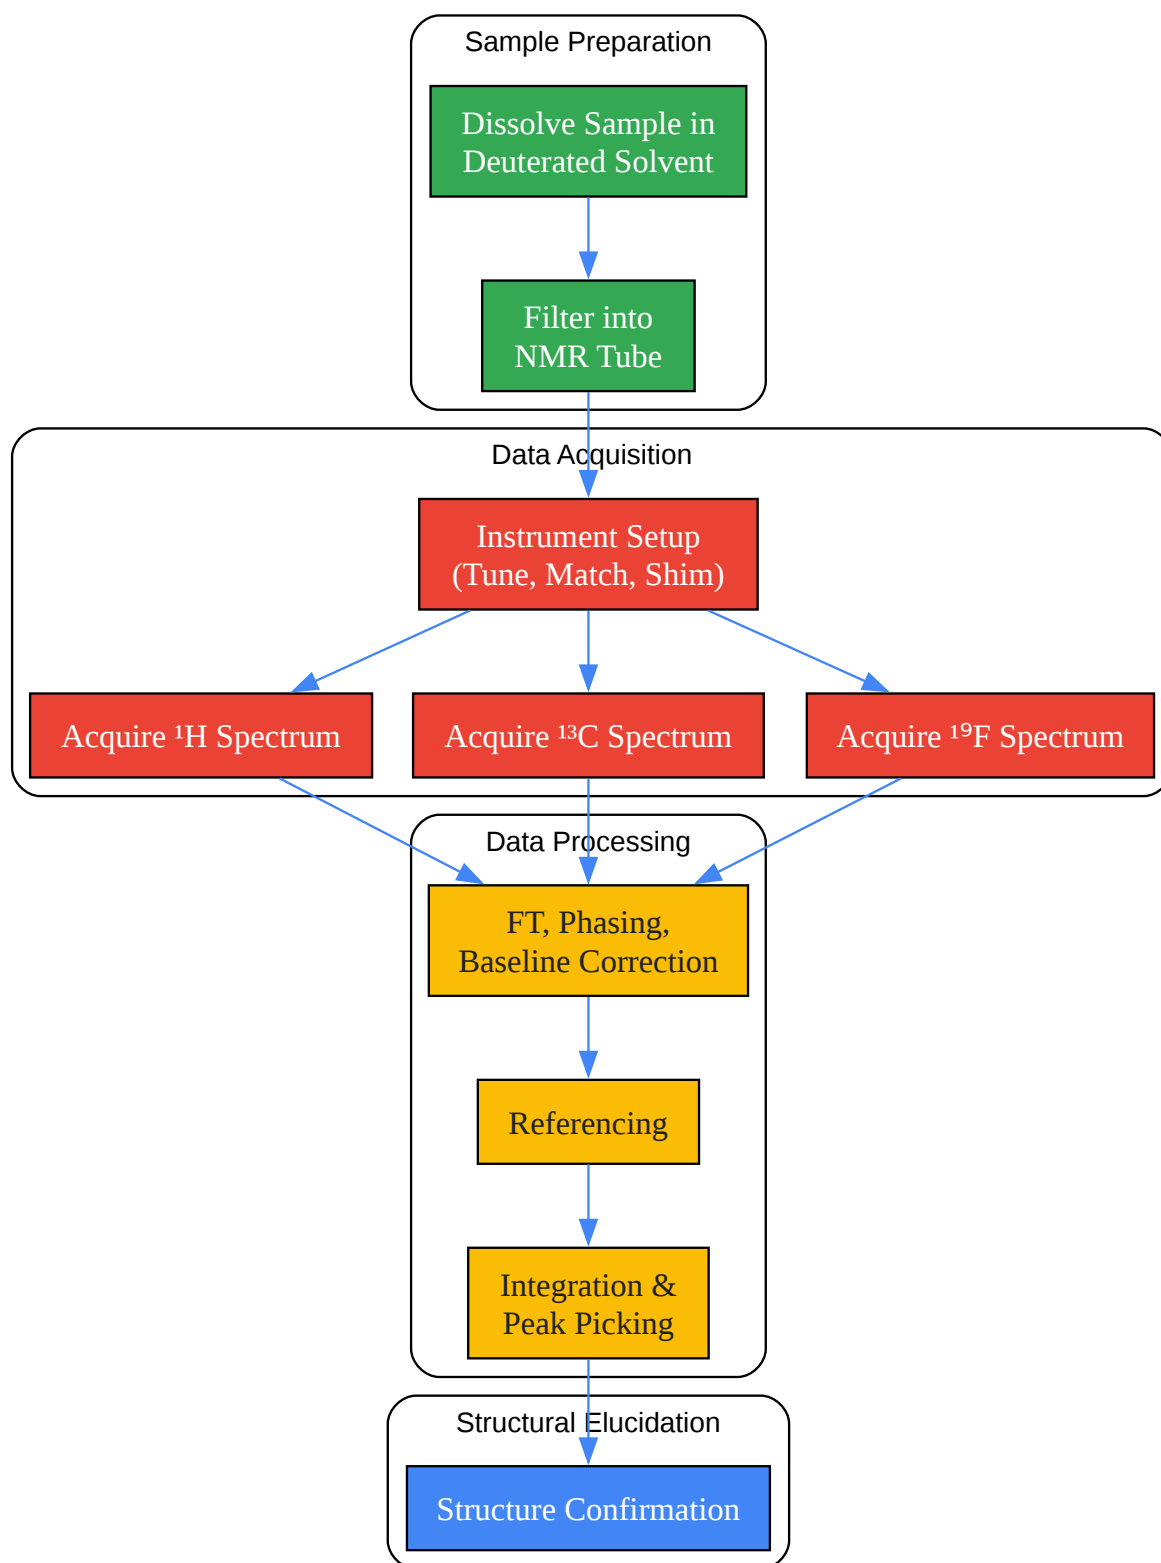 Sample Preparation
Dissolve Sample in
Deuterated Solvent
Filter into
NMR Tube
Data Acquisition
Instrument Setup
(Tune, Match, Shim)
Acquire ¹H Spectrum
Acquire ¹³C Spectrum
Acquire ¹⁹F Spectrum
Data Processing
FT, Phasing,
Baseline Correction
Referencing
Integration &
Peak Picking
Structural Elucidation
Structure Confirmation